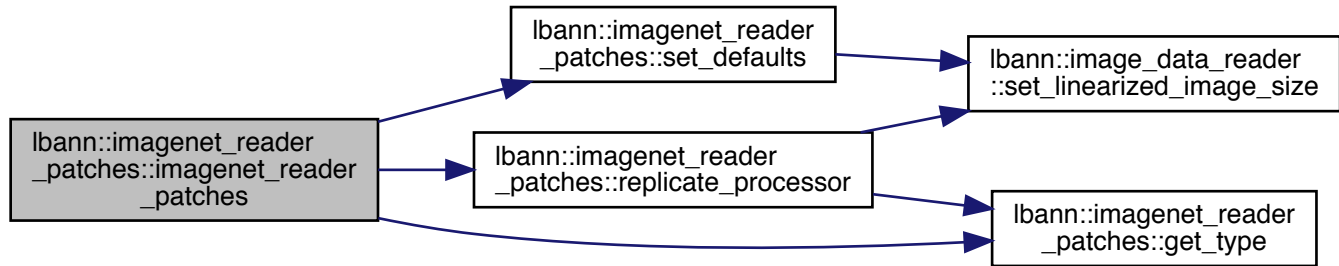 lbann::imagenet_reader
_patches::imagenet_reader
_patches
lbann::imagenet_reader
_patches::set_defaults
lbann::imagenet_reader
_patches::replicate_processor
lbann::image_data_reader
::set_linearized_image_size
lbann::imagenet_reader
_patches::get_type